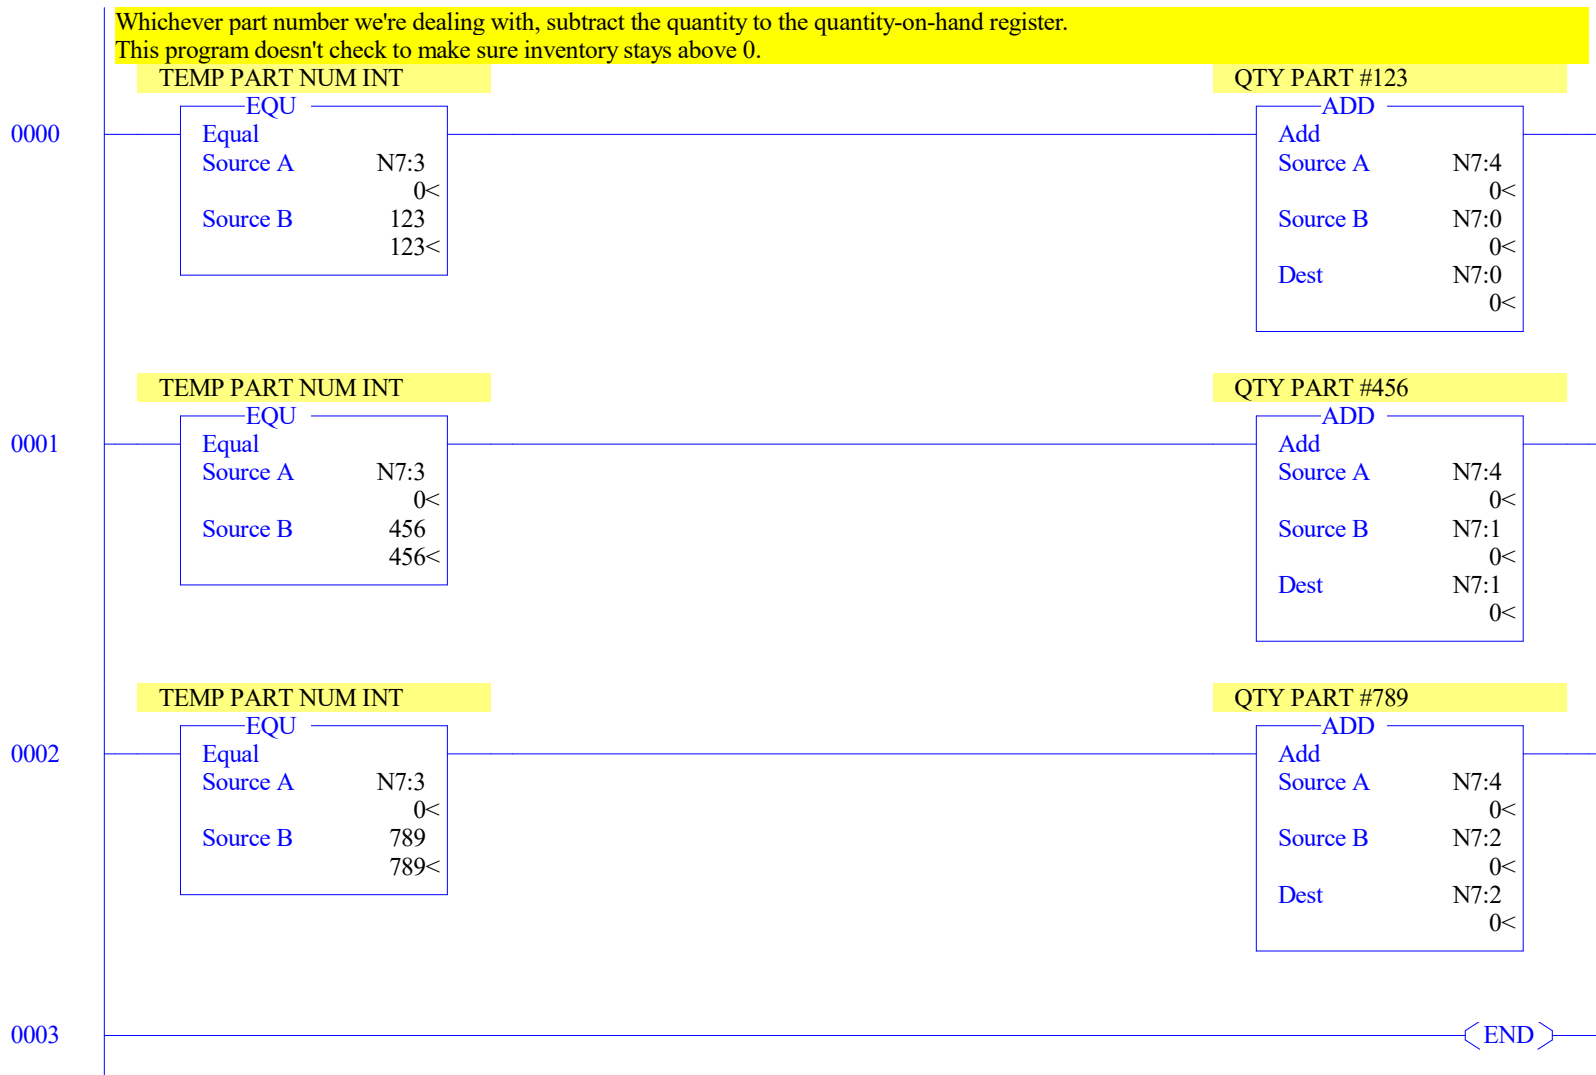 Whichever part number we're dealing with, subtract the quantity to the quantity-on-hand register.
This program doesn't check to make sure inventory stays above 0.
TEMP PART NUM INT
EQU
0000
Equal
Source A N7:3
0<
Source B 123
123<
QTY PART #123
ADD
Add
Source A N7:4
0<
Source B N7:0
0<
Dest N7:0
0<
TEMP PART NUM INT
EQU
0001
Equal
Source A N7:3
0<
Source B 456
456<
QTY PART #456
ADD
Add
Source A N7:4
0<
Source B N7:1
0<
Dest N7:1
0<
TEMP PART NUM INT
EQU
0002
Equal
Source A N7:3
0<
Source B 789
789<
QTY PART #789
ADD
Add
Source A N7:4
0<
Source B N7:2
0<
Dest N7:2
0<
0003
END